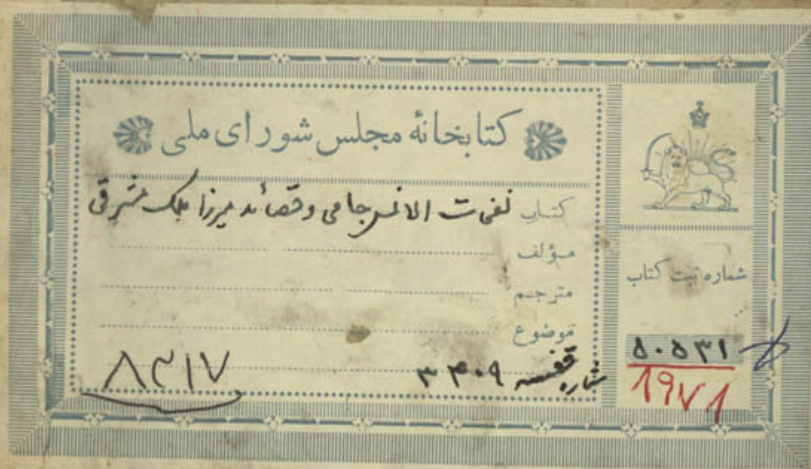 کتابخانهٔ مجلس شورای ملی
کتاب نفحات الانس جامی و قصائد میرزا ملک مشرقی
مؤلف
مترجم
موضوع
شماره قفسه ۳۴۰۹
۸۳۱۷
شماره ثبت کتاب
۵۰۵۳۱
۱۹۷۱